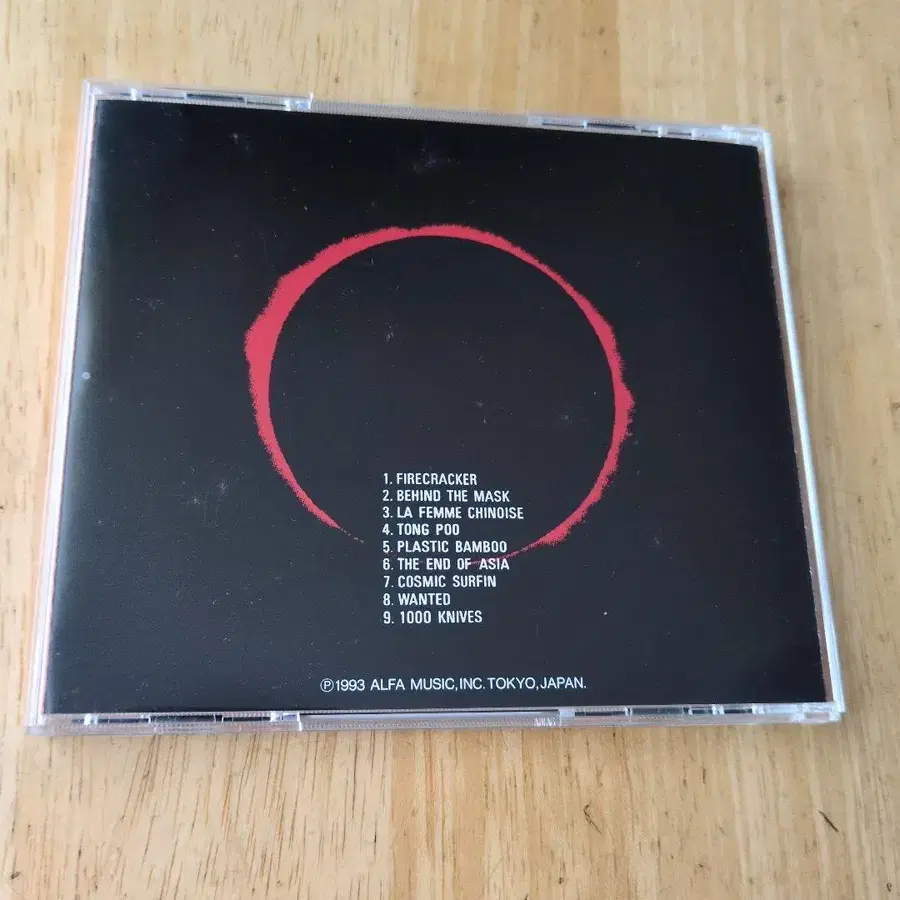 1. FIRECRACKER
2. BEHIND THE MASK
3. LA FEMME CHINOISE
4. TONG POO
5. PLASTIC BAMBOO
6. THE END OF ASIA
7. COSMIC SURFIN
8. WANTED
9. 1000 KNIVES
Ⓟ1993 ALFA MUSIC,INC. TOKYO,JAPAN.